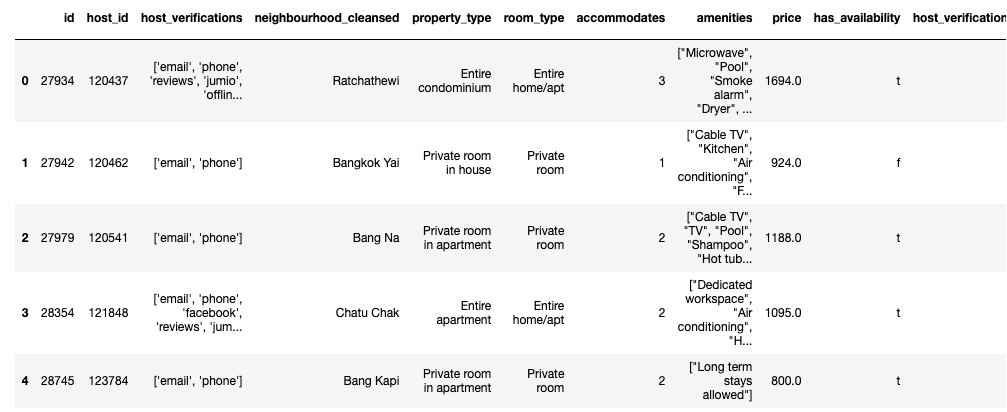 id host_id host_verifications neighbourhood_cleansed property_type room_type accommodates amenities price has_availability host_verification
0 27934 120437 ['email', 'phone', 'reviews', 'jumio', 'offlin... Ratchathewi Entire condominium Entire home/apt 3 ["Microwave", "Pool", "Smoke alarm", "Dryer", ... 1694.0 t
1 27942 120462 ['email', 'phone'] Bangkok Yai Private room in house Private room 1 ["Cable TV", "Kitchen", "Air conditioning", "F... 924.0 f
2 27979 120541 ['email', 'phone'] Bang Na Private room in apartment Private room 2 ["Cable TV", "TV", "Pool", "Shampoo", "Hot tub... 1188.0 t
3 28354 121848 ['email', 'phone', 'facebook', 'reviews', 'jum... Chatu Chak Entire apartment Entire home/apt 2 ["Dedicated workspace", "Air conditioning", "H... 1095.0 t
4 28745 123784 ['email', 'phone'] Bang Kapi Private room in apartment Private room 2 ["Long term stays allowed"] 800.0 t